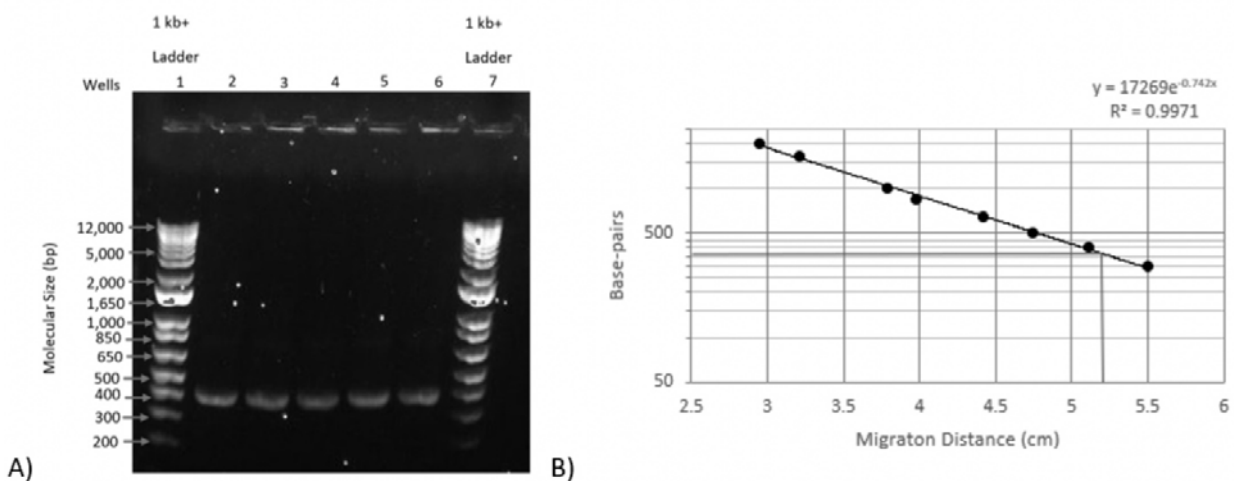 1 kb+
Ladder
1 kb+
Ladder
Wells 1 2 3 4 5 6 7
Molecular Size (bp)
12,000
5,000
2,000
1,650
1,000
850
650
500
400
300
200
A)
y = 17269e^-0.742x
R² = 0.9971
Base-pairs
500
50
2.5 3 3.5 4 4.5 5 5.5 6
Migraton Distance (cm)
B)